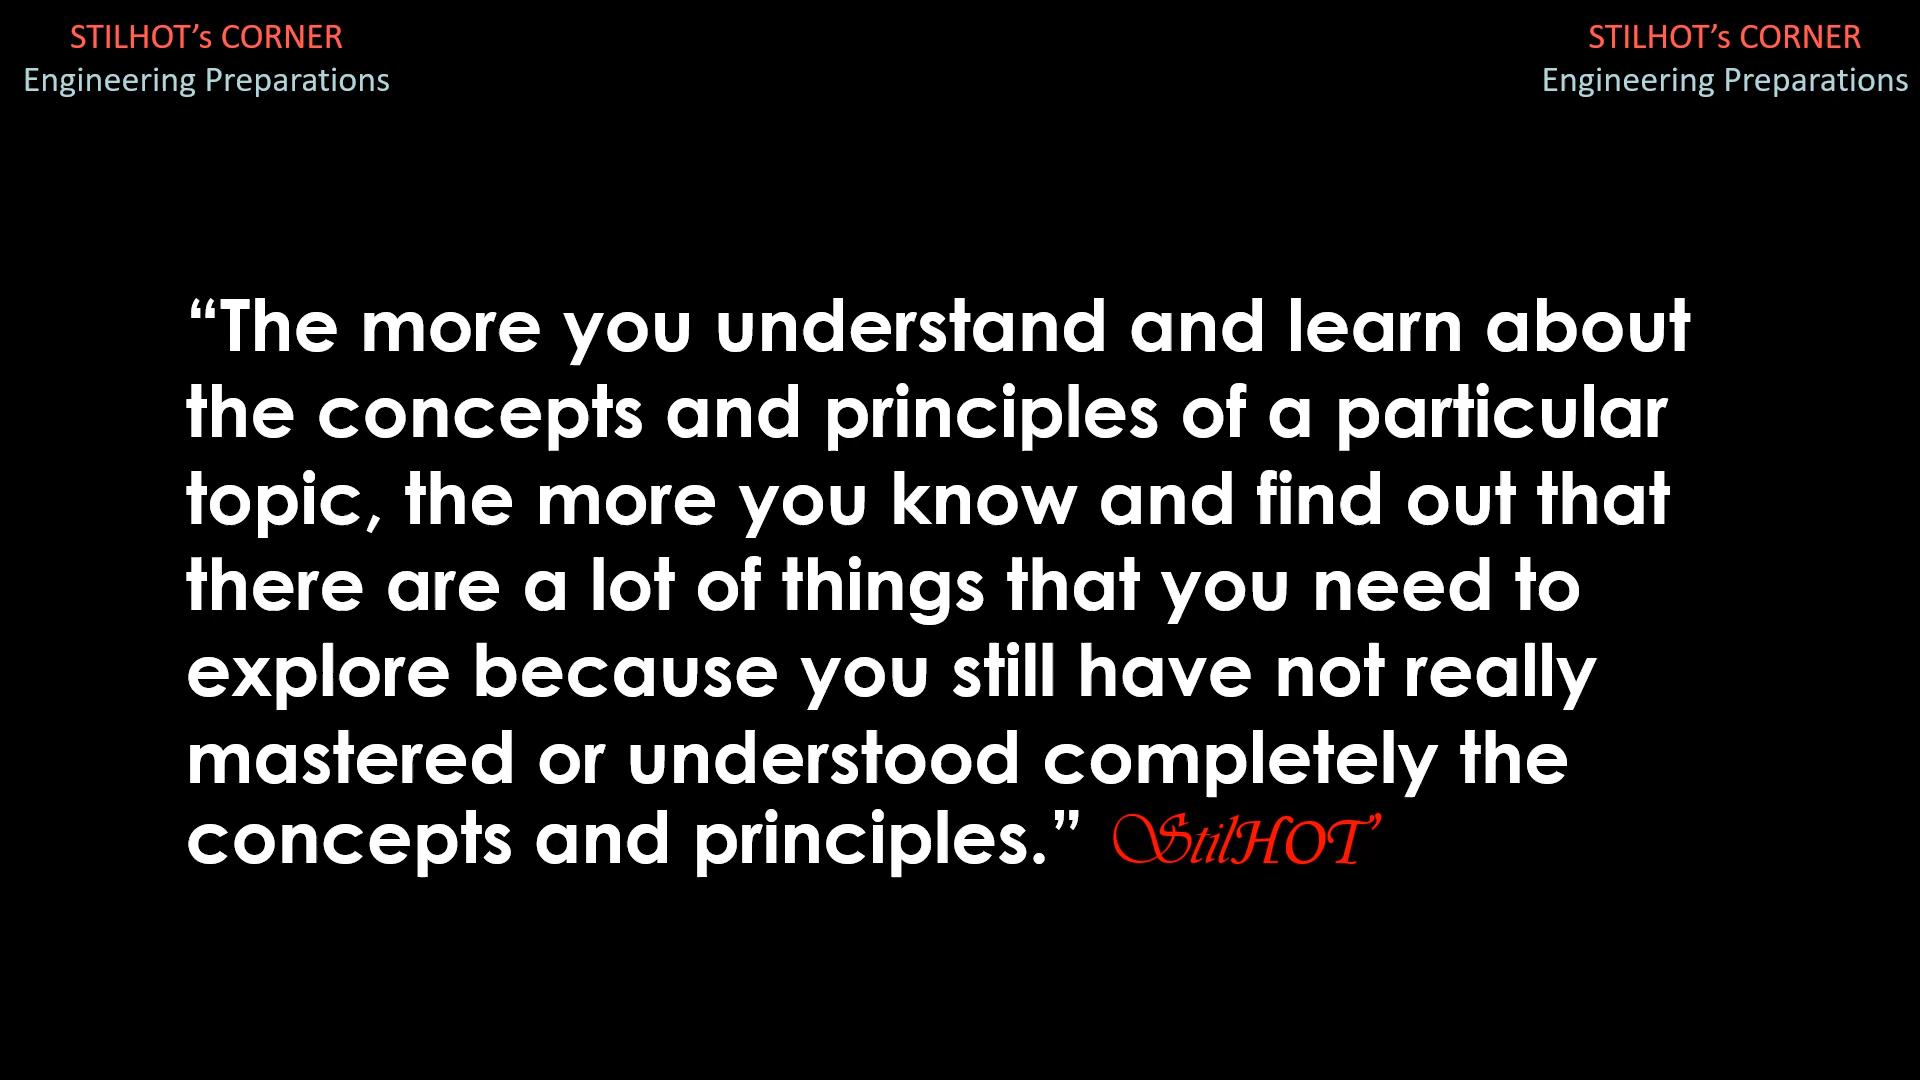 STILHOT’s CORNER
Engineering Preparations
STILHOT’s CORNER
Engineering Preparations
“The more you understand and learn about
the concepts and principles of a particular
topic, the more you know and find out that
there are a lot of things that you need to
explore because you still have not really
mastered or understood completely the
concepts and principles.” StilHOT’